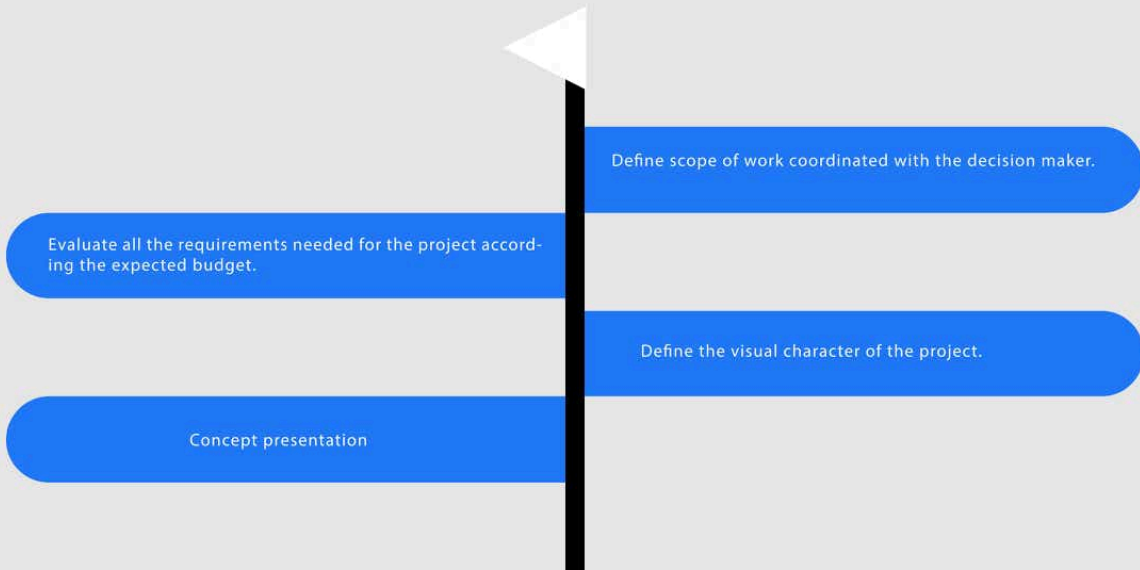 Define scope of work coordinated with the decision maker.
Evaluate all the requirements needed for the project accord-
ing the expected budget.
Define the visual character of the project.
Concept presentation